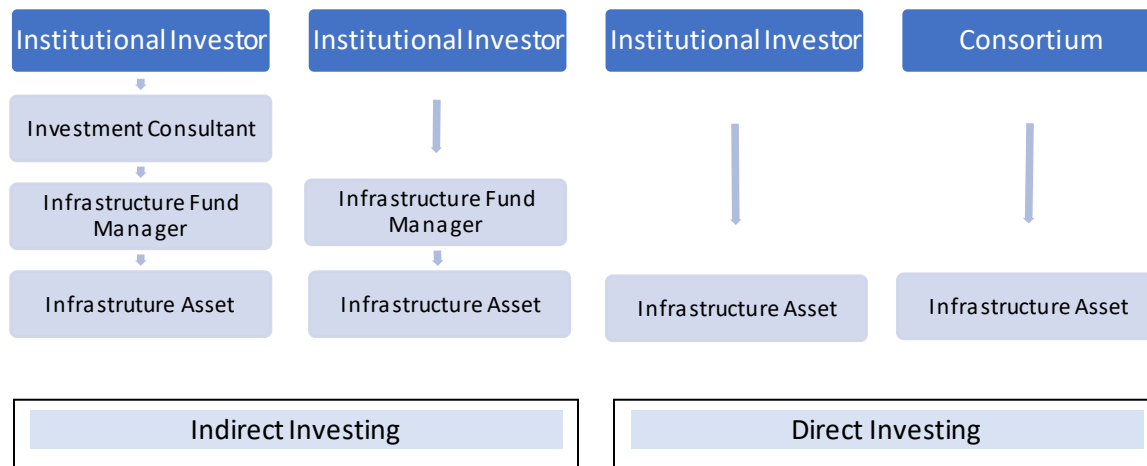 Institutional Investor
Institutional Investor
Institutional Investor
Consortium
Investment Consultant
Infrastructure Fund
Manager
Infrastructure Fund
Manager
Infrastruture Asset
Infrastructure Asset
Infrastructure Asset
Infrastructure Asset
Indirect Investing
Direct Investing